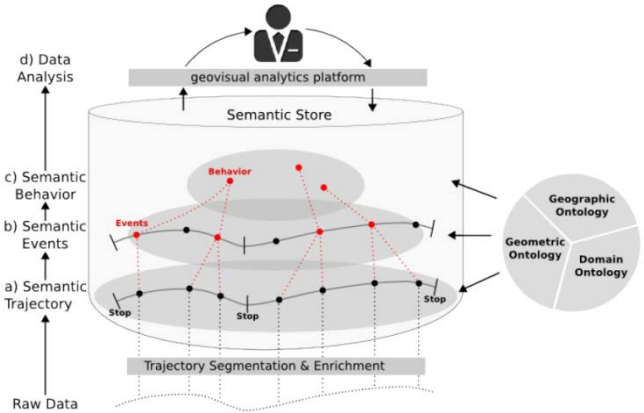 d) Data
Analysis
geovisual analytics platform
Semantic Store
c) Semantic
Behavior
Behavior
b) Semantic
Events
Events
a) Semantic
Trajectory
Stop
Stop
Stop
Geographic
Ontology
Geometric
Ontology
Domain
Ontology
Trajectory Segmentation & Enrichment
Raw Data